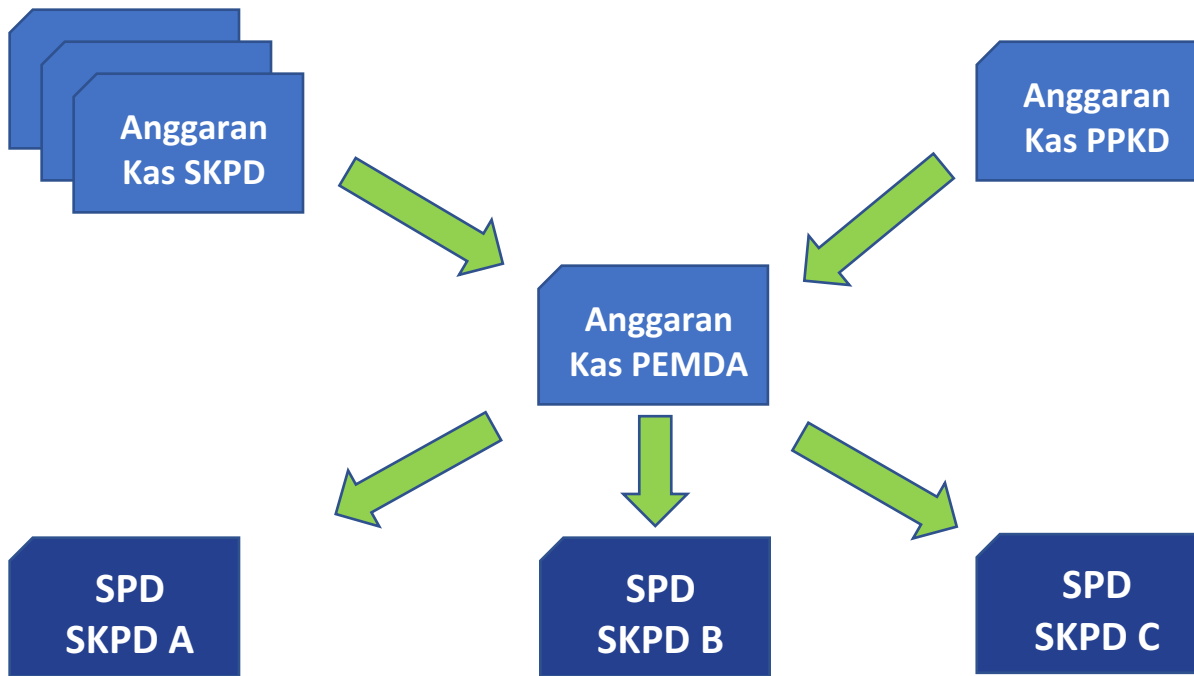 Anggaran
Kas SKPD
Anggaran
Kas PPKD
Anggaran
Kas PEMDA
SPD
SKPD A
SPD
SKPD B
SPD
SKPD C